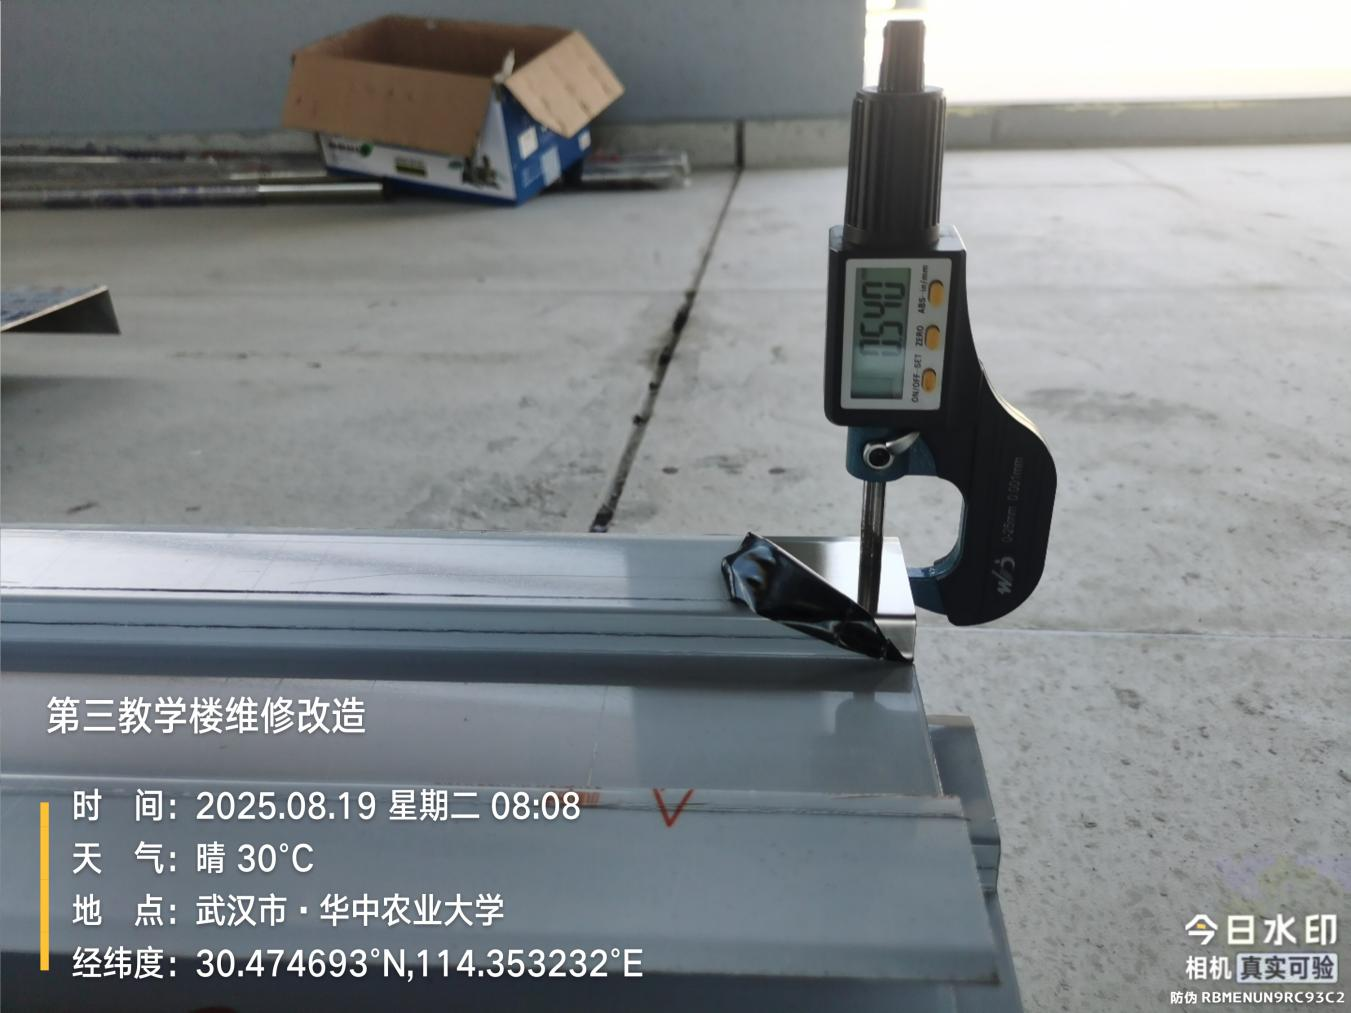 0.540
ABS in/mm
ZERO
ON/OFF SET
0-25mm 0.001mm
第三教学楼维修改造
时 间：2025.08.19 星期二 08:08
天 气：晴 30°C
地 点：武汉市·华中农业大学
经纬度：30.474693°N,114.353232°E
今日水印
相机 真实可验
防伪 RBMENUN9RC93C2